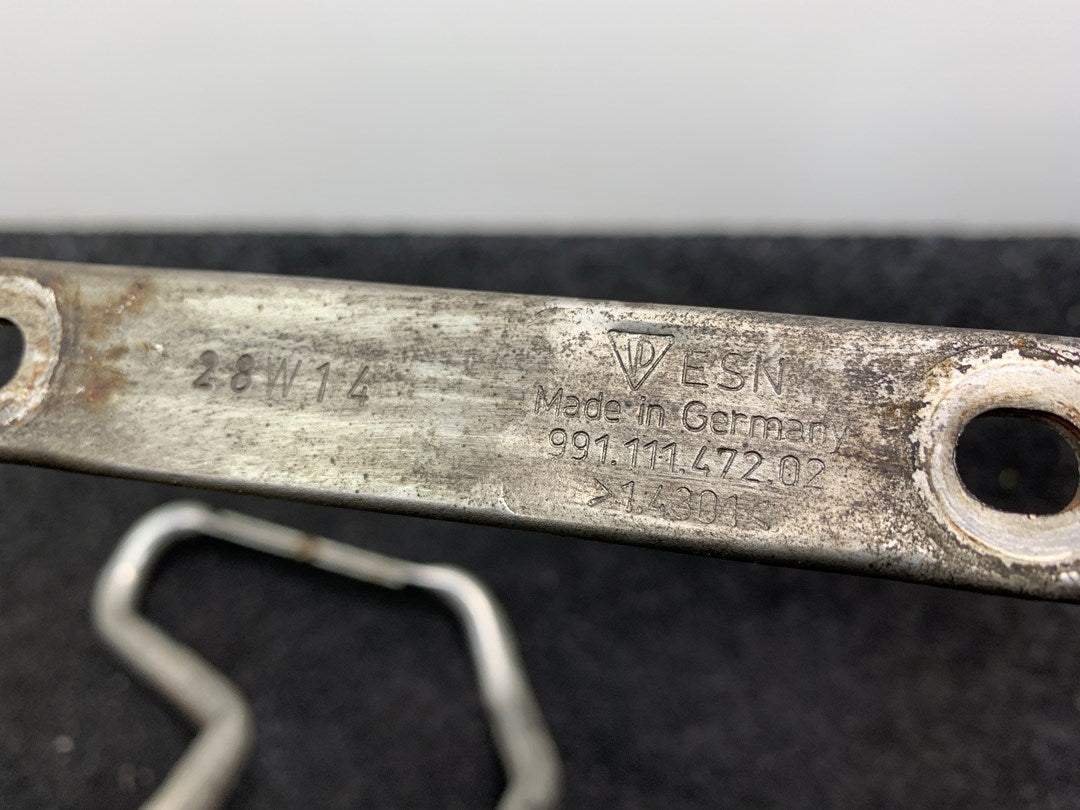 28W14
ESN
Made in Germany
991.111.472.02
>1.4301<